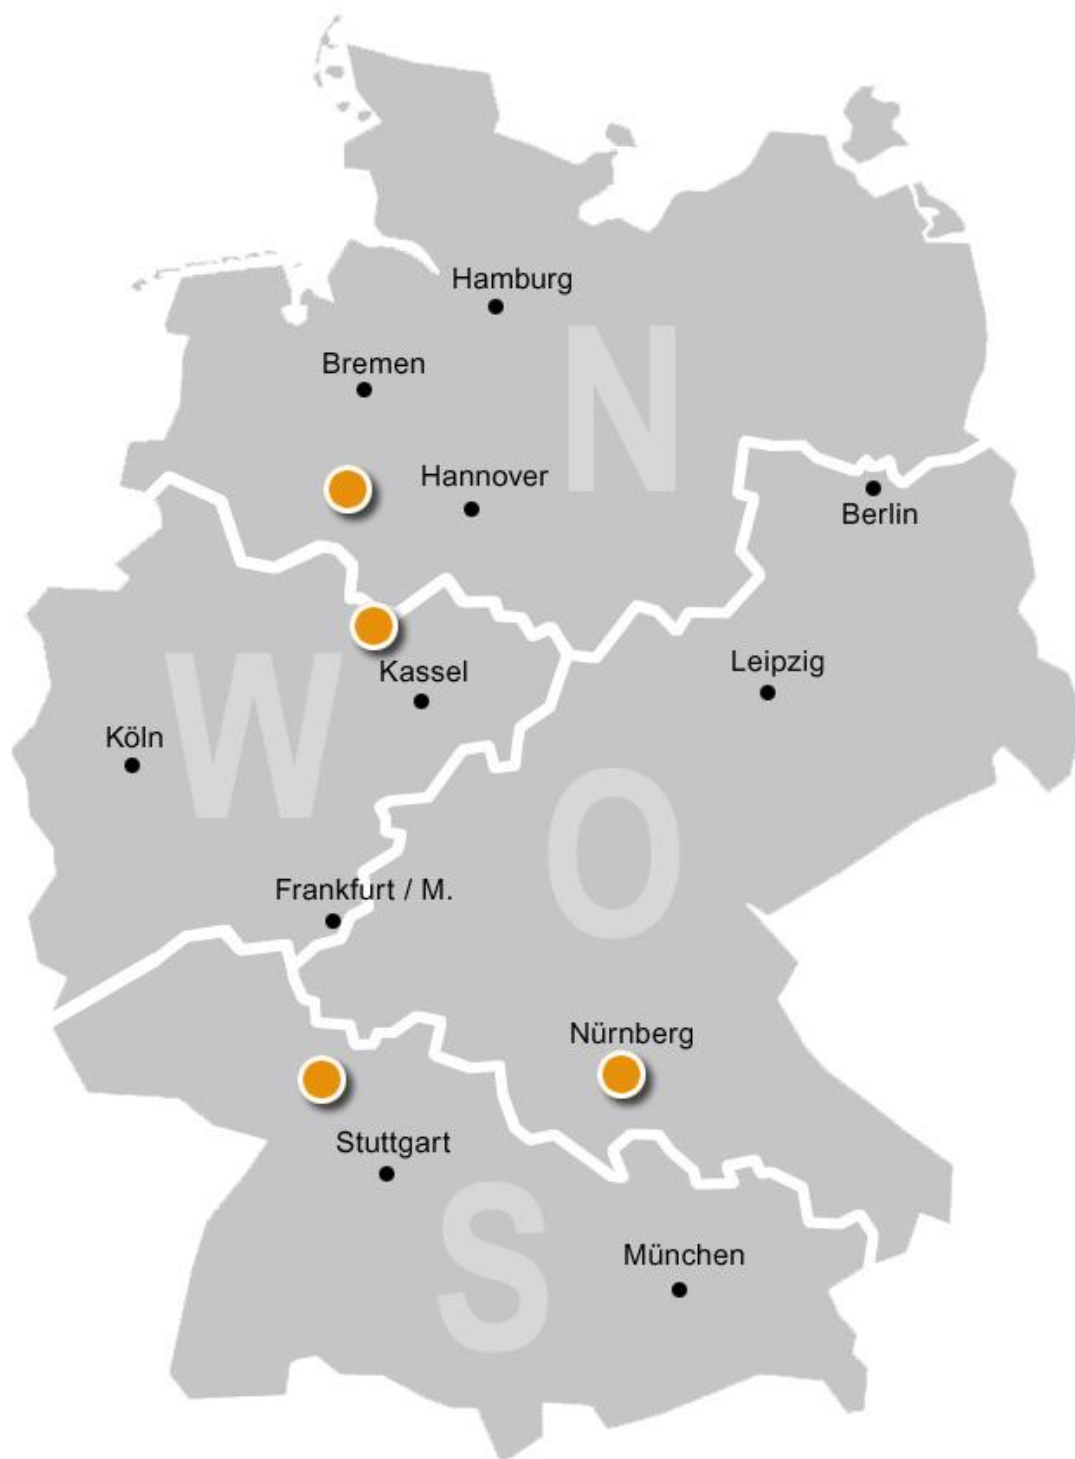 Hamburg
N
Bremen
Hannover
Berlin
W
Kassel
Leipzig
Köln
O
Frankfurt / M.
Nürnberg
Stuttgart
S
München